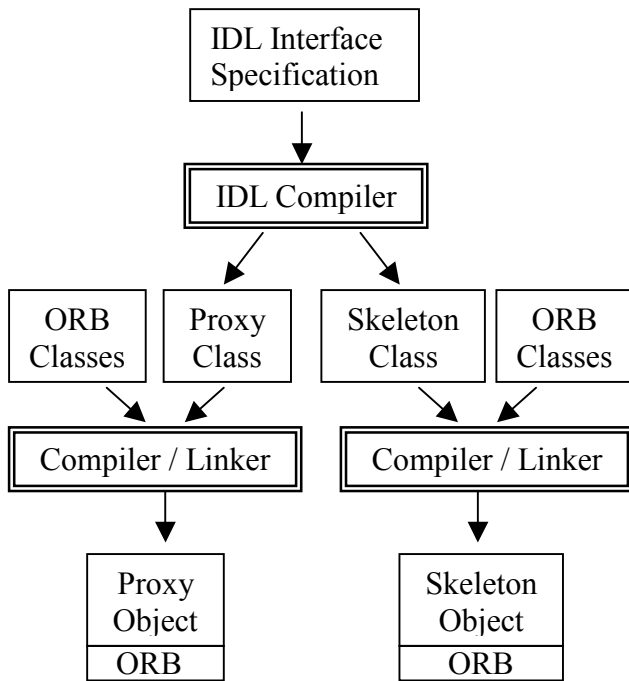 IDL Interface
Specification
IDL Compiler
ORB
Classes
Proxy
Class
Skeleton
Class
ORB
Classes
Compiler / Linker
Compiler / Linker
Proxy
Object
ORB
Skeleton
Object
ORB